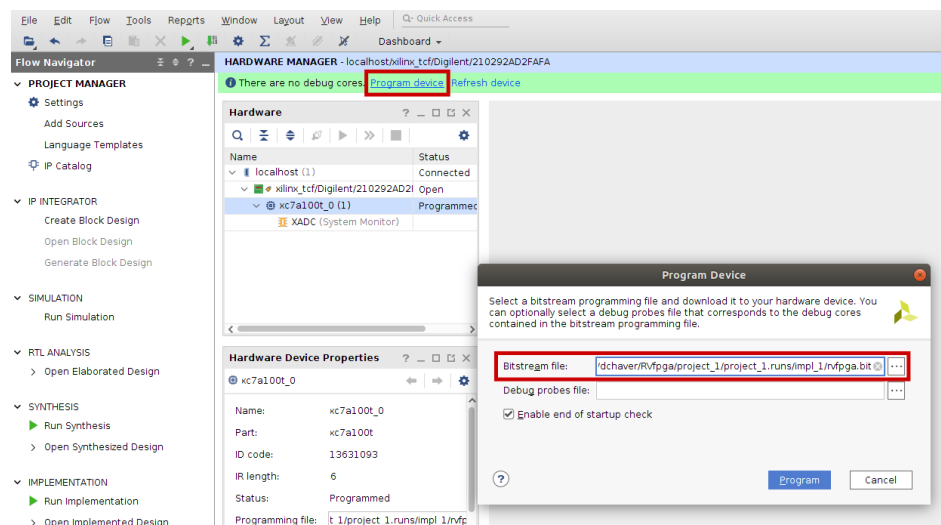 File Edit Flow Tools Reports Window Layout View Help Q- Quick Access
Dashboard
Flow Navigator ? _
HARDWARE MANAGER - localhost/xilinx_tcf/Digilent/210292AD2FAFA
There are no debug cores. Program device Refresh device
PROJECT MANAGER
Settings
Add Sources
Language Templates
IP Catalog
IP INTEGRATOR
Create Block Design
Open Block Design
Generate Block Design
SIMULATION
Run Simulation
RTL ANALYSIS
Open Elaborated Design
SYNTHESIS
Run Synthesis
Open Synthesized Design
IMPLEMENTATION
Run Implementation
Open Implemented Design
Hardware ? _
Name Status
localhost (1) Connected
xilinx_tcf/Digilent/210292AD2 Open
xc7a100t_0 (1) Programmed
XADC (System Monitor)
Hardware Device Properties ? _
xc7a100t_0
Name: xc7a100t_0
Part: xc7a100t
ID code: 13631093
IR length: 6
Status: Programmed
Programming file: t_1/project_1.runs/impl_1/rvfp
Program Device
Select a bitstream programming file and download it to your hardware device. You
can optionally select a debug probes file that corresponds to the debug cores
contained in the bitstream programming file.
Bitstream file: /dchaver/RVfpga/project_1/project_1.runs/impl_1/rvfpga.bit ...
Debug probes file: ...
Enable end of startup check
? Program Cancel